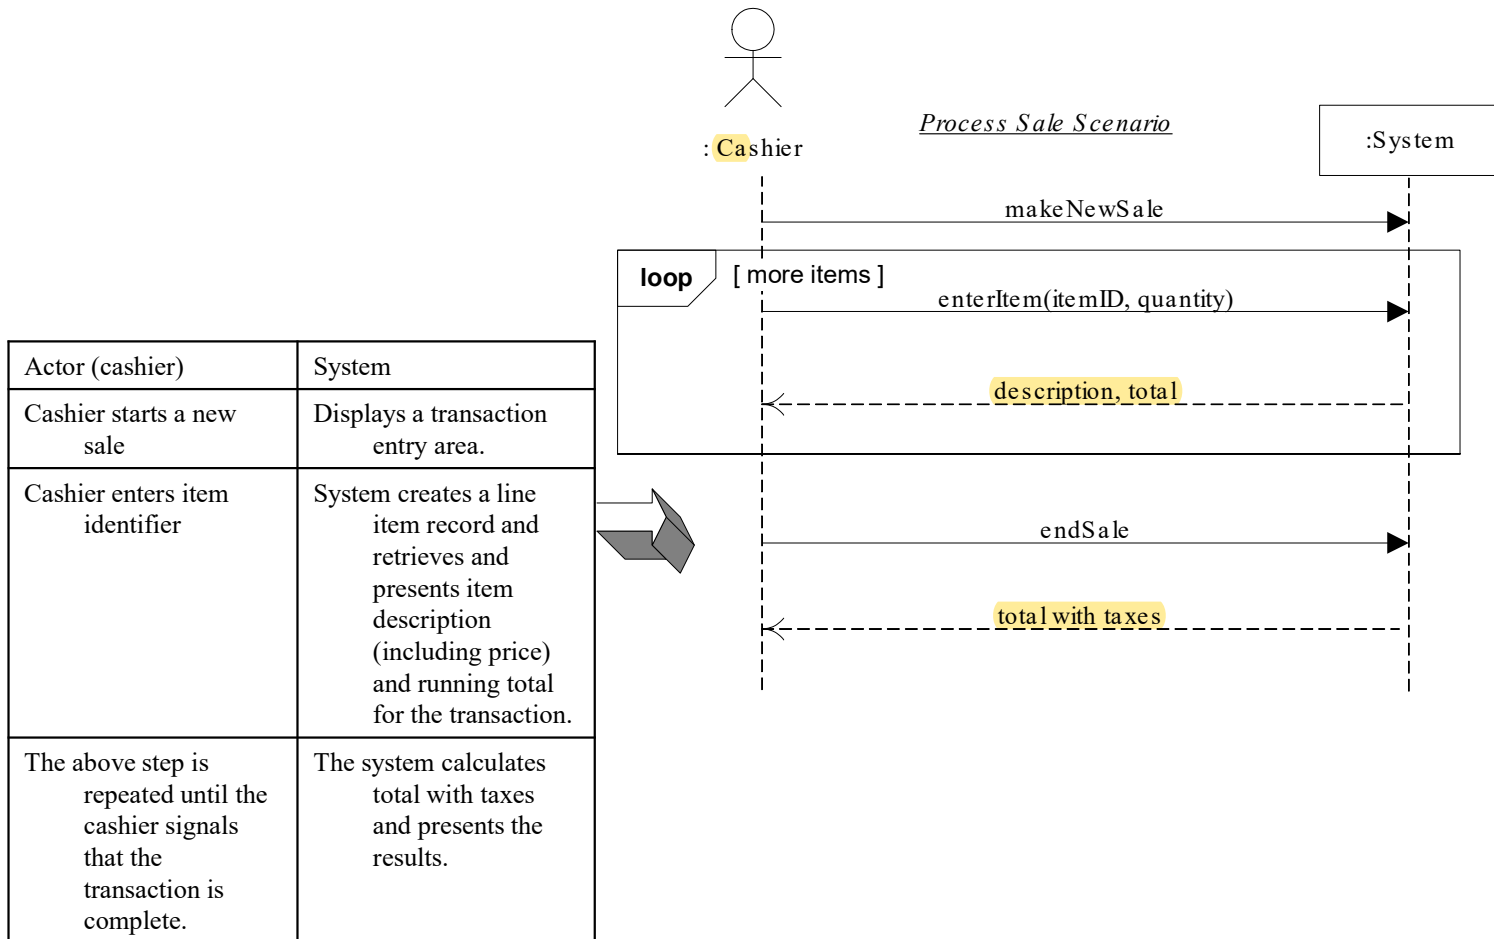 Process Sale Scenario
: Cashier
:System
makeNewSale
loop
[ more items ]
enterItem(itemID, quantity)
description, total
endSale
total with taxes
Actor (cashier)
System
Cashier starts a new
sale
Displays a transaction
entry area.
Cashier enters item
identifier
System creates a line
item record and
retrieves and
presents item
description
(including price)
and running total
for the transaction.
The above step is
repeated until the
cashier signals
that the
transaction is
complete.
The system calculates
total with taxes
and presents the
results.